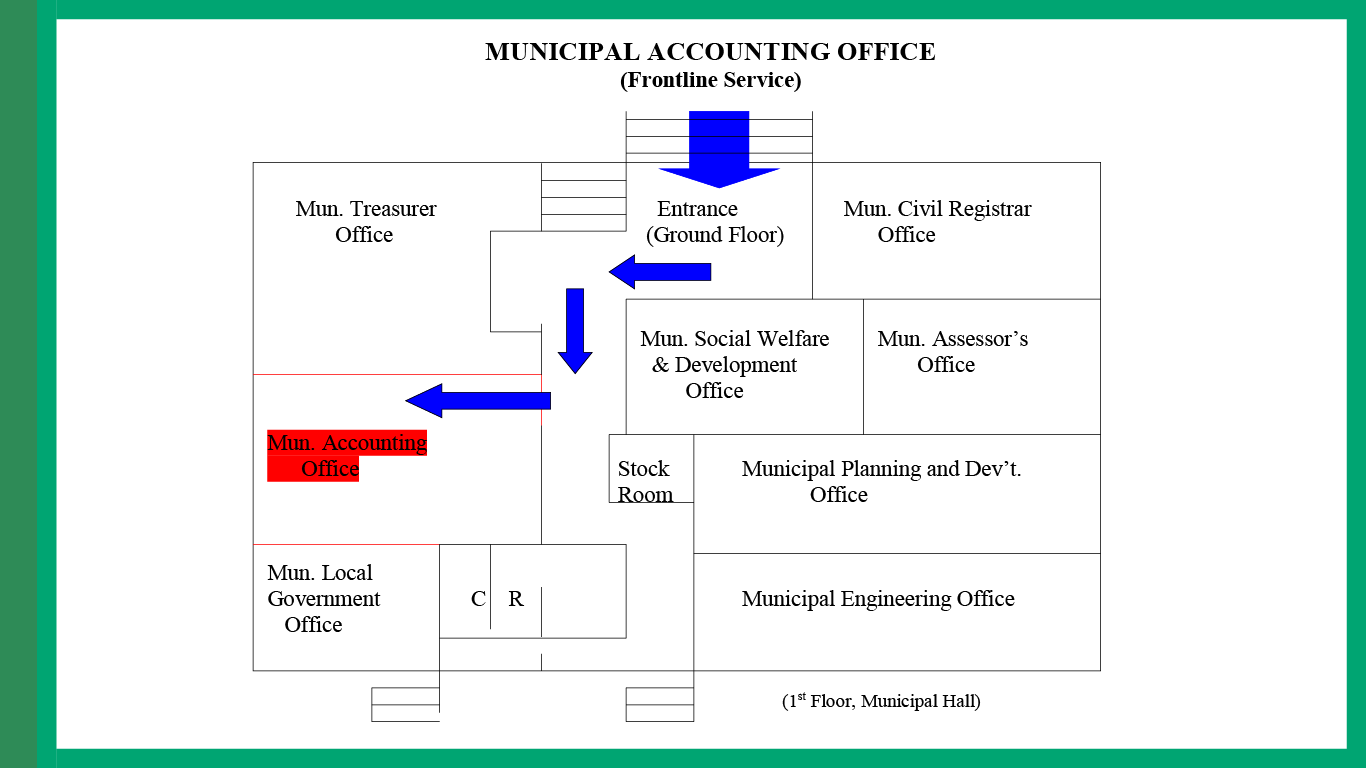 MUNICIPAL ACCOUNTING OFFICE
(Frontline Service)
Mun. Treasurer
Office
Entrance
(Ground Floor)
Mun. Civil Registrar
Office
Mun. Social Welfare
& Development
Office
Mun. Assessor’s
Office
Mun. Accounting
Office
Stock
Room
Municipal Planning and Dev’t.
Office
Mun. Local
Government
Office
C R
Municipal Engineering Office
(1st Floor, Municipal Hall)